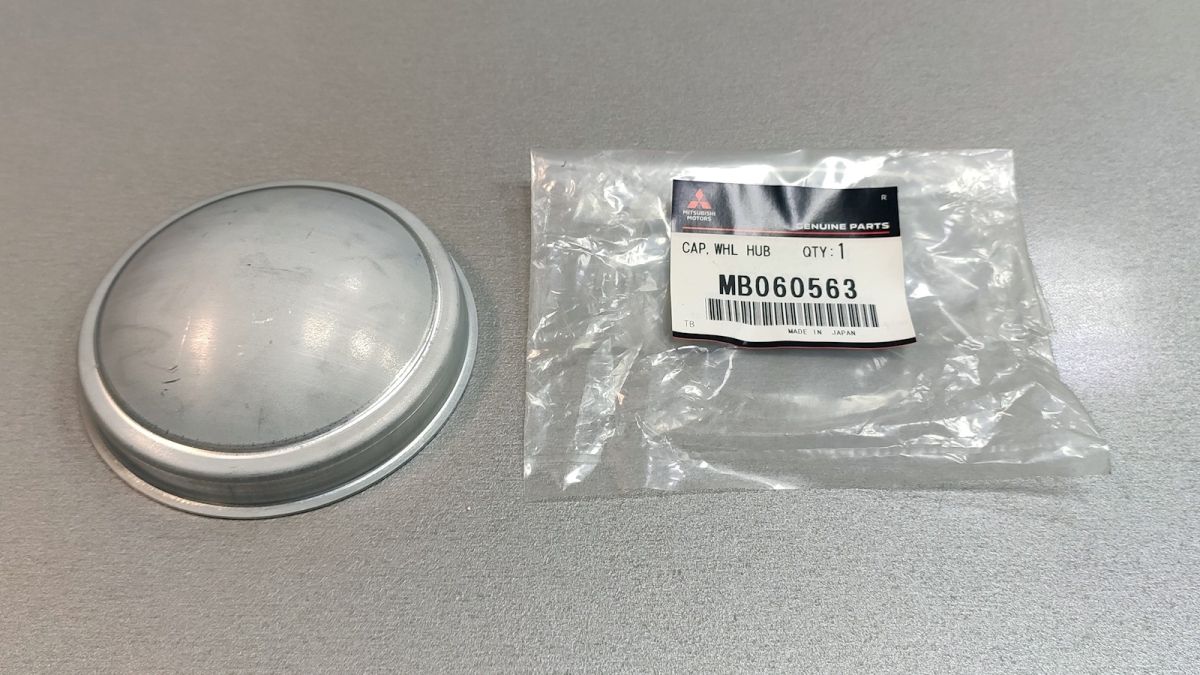 MITSUBISHI
MOTORS
R
GENUINE PARTS
CAP, WHL HUB QTY:1
MB060563
TB
MADE IN JAPAN